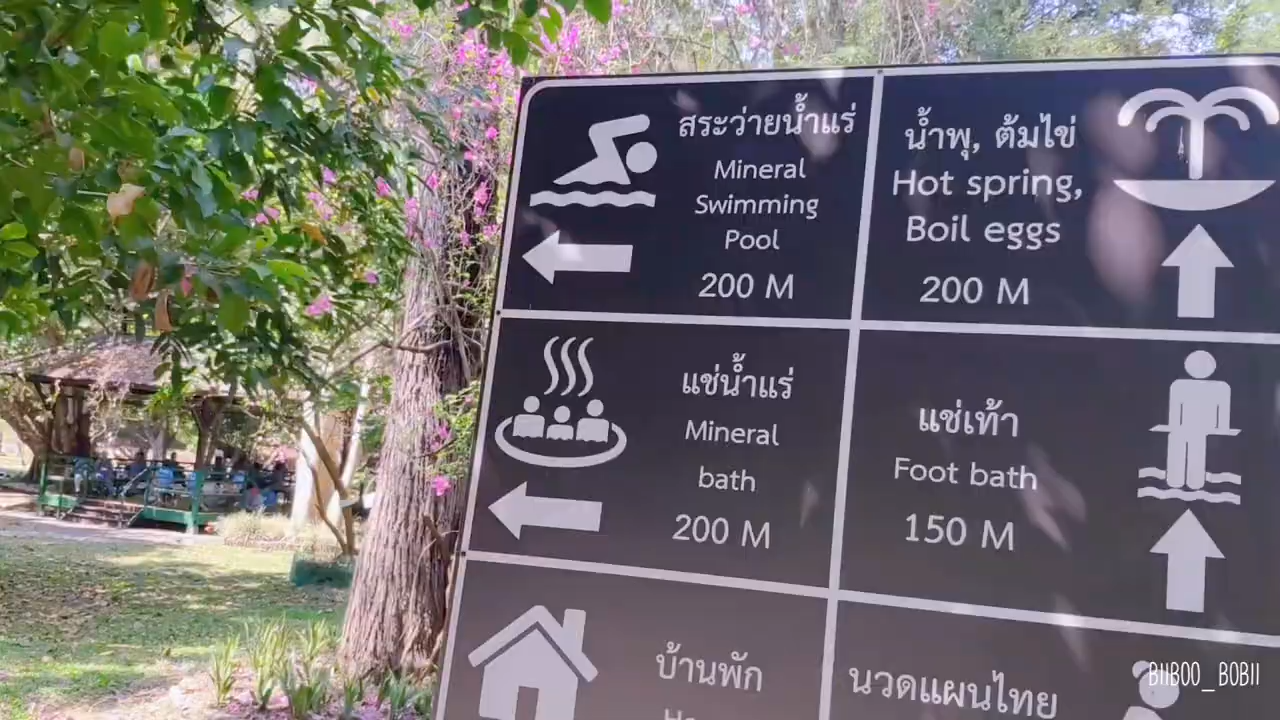 สระว่ายน้ำแร่
Mineral
Swimming
Pool
200 M
น้ำพุ, ต้มไข่
Hot spring,
Boil eggs
200 M
แช่น้ำแร่
Mineral
bath
200 M
แช่เท้า
Foot bath
150 M
บ้านพัก
นวดแผนไทย
BIIBOO_BOBII